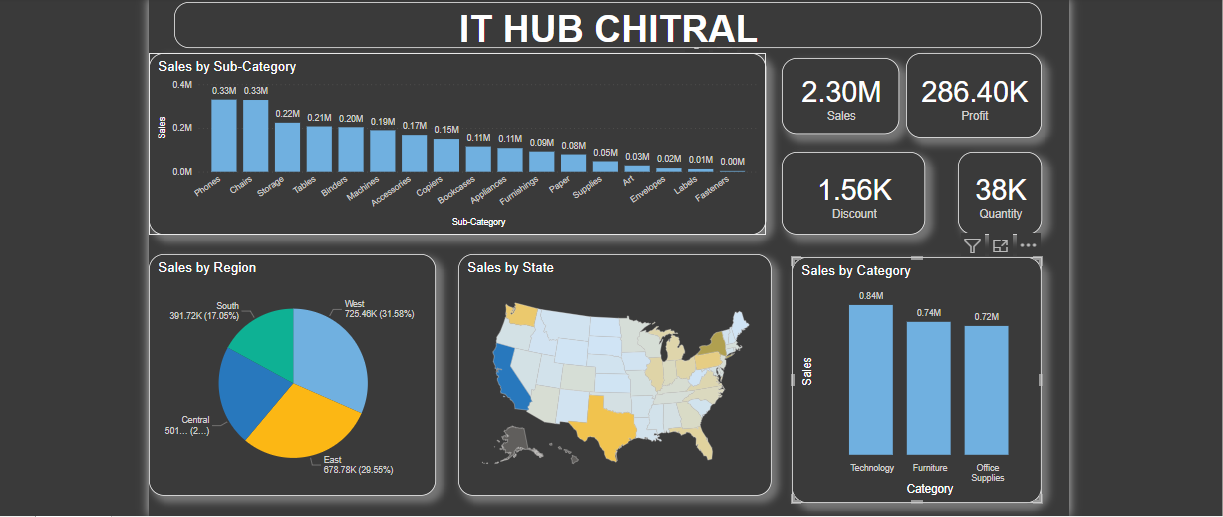 IT HUB CHITRAL
Sales by Sub-Category
0.4M
0.2M
0.0M
Sales
0.33M
0.33M
0.22M
0.21M
0.20M
0.19M
0.17M
0.15M
0.11M
0.11M
0.09M
0.08M
0.05M
0.03M
0.02M
0.01M
0.00M
Phones
Chairs
Storage
Tables
Binders
Machines
Accessories
Copiers
Bookcases
Appliances
Furnishings
Paper
Supplies
Art
Envelopes
Labels
Fasteners
Sub-Category
2.30M
Sales
286.40K
Profit
1.56K
Discount
38K
Quantity
Sales by Region
South
391.72K (17.05%)
West
725.46K (31.58%)
Central
501... (2...)
East
678.78K (29.55%)
Sales by State
Sales by Category
Sales
0.84M
0.74M
0.72M
Technology
Furniture
Office
Supplies
Category